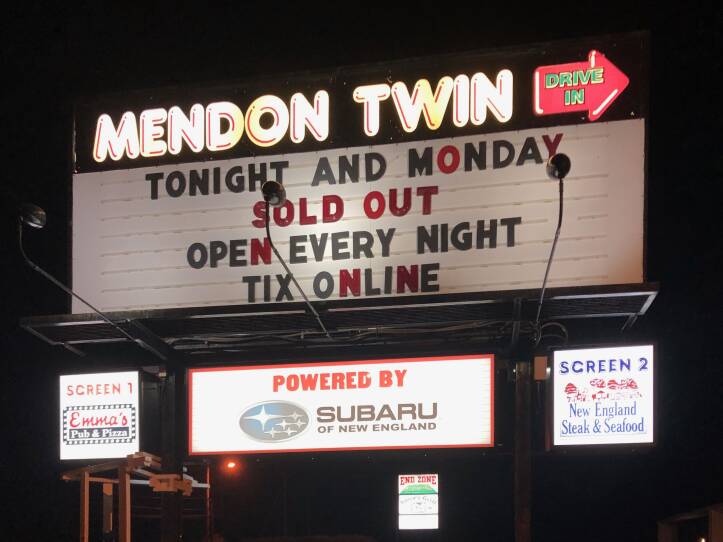 MENDON TWIN
DRIVE
IN
TONIGHT AND MONDAY
SOLD OUT
OPEN EVERY NIGHT
TIX ONLINE
SCREEN 1
Emma's
Pub & Pizza
POWERED BY
SUBARU
OF NEW ENGLAND
SCREEN 2
New England
Steak & Seafood
END ZONE